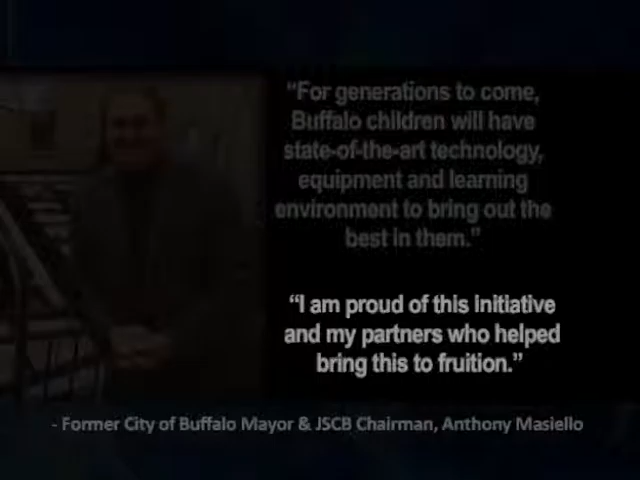 “For generations to come,
Buffalo children will have
state-of-the-art technology,
equipment and learning
environment to bring out the
best in them.”
“I am proud of this initiative
and my partners who helped
bring this to fruition.”
- Former City of Buffalo Mayor & JSCB Chairman, Anthony Masiello